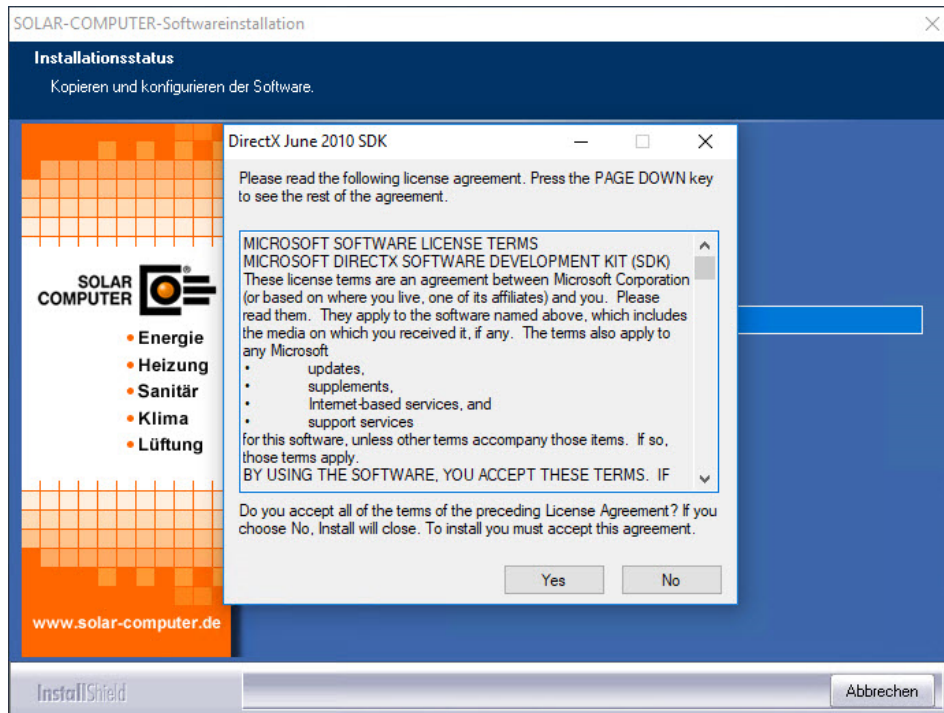 SOLAR-COMPUTER-Softwareinstallation
Installationsstatus
Kopieren und konfigurieren der Software.
DirectX June 2010 SDK
Please read the following license agreement. Press the PAGE DOWN key
to see the rest of the agreement.
MICROSOFT SOFTWARE LICENSE TERMS
MICROSOFT DIRECTX SOFTWARE DEVELOPMENT KIT (SDK)
These license terms are an agreement between Microsoft Corporation
(or based on where you live, one of its affiliates) and you. Please
read them. They apply to the software named above, which includes
the media on which you received it, if any. The terms also apply to
any Microsoft
• updates,
• supplements,
• Internet-based services, and
• support services
for this software, unless other terms accompany those items. If so,
those terms apply.
BY USING THE SOFTWARE, YOU ACCEPT THESE TERMS. IF
Do you accept all of the terms of the preceding License Agreement? If you
choose No, Install will close. To install you must accept this agreement.
Yes
No
SOLAR
COMPUTER
• Energie
• Heizung
• Sanitär
• Klima
• Lüftung
www.solar-computer.de
InstallShield
Abbrechen